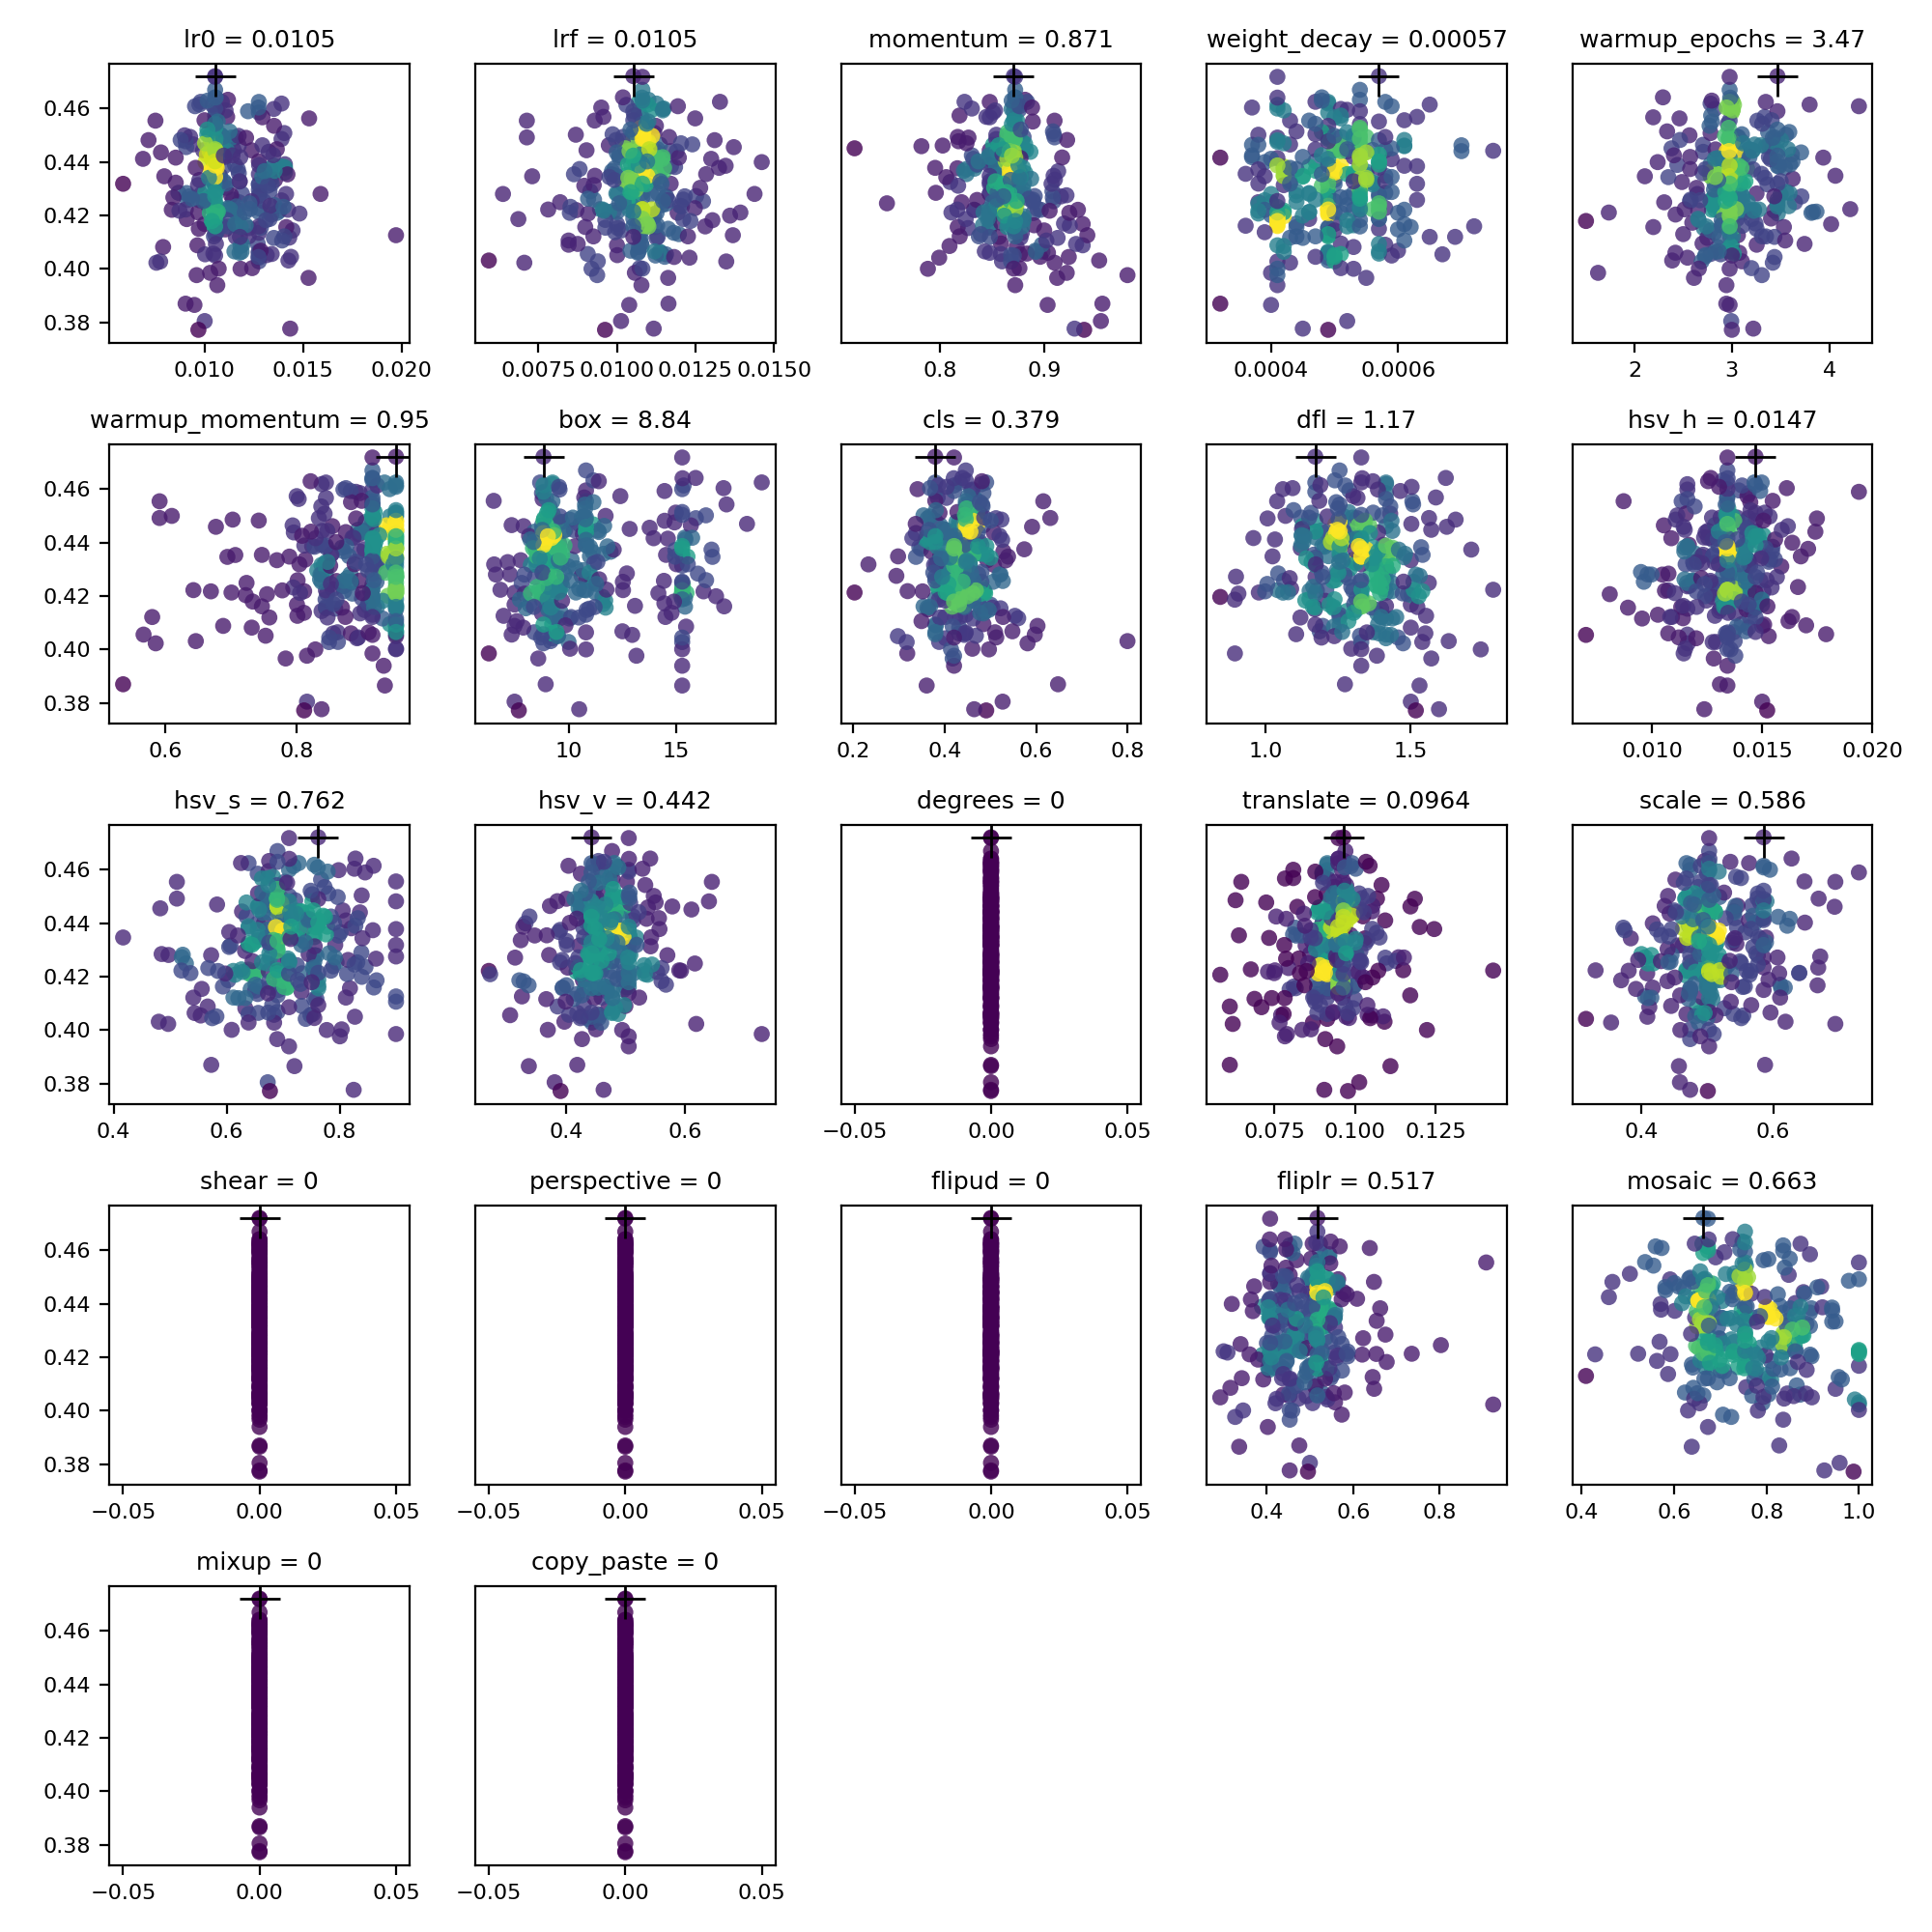 lr0 = 0.0105 lrf = 0.0105 momentum = 0.871 weight_decay = 0.00057 warmup_epochs = 3.47
0.46
0.44
0.42
0.40
0.38
0.010 0.015 0.020 0.0075 0.0100 0.0125 0.0150 0.8 0.9 0.0004 0.0006 2 3 4
warmup_momentum = 0.95 box = 8.84 cls = 0.379 dfl = 1.17 hsv_h = 0.0147
0.46
0.44
0.42
0.40
0.38
0.6 0.8 10 15 0.2 0.4 0.6 0.8 1.0 1.5 0.010 0.015 0.020
hsv_s = 0.762 hsv_v = 0.442 degrees = 0 translate = 0.0964 scale = 0.586
0.46
0.44
0.42
0.40
0.38
0.4 0.6 0.8 0.4 0.6 −0.05 0.00 0.05 0.075 0.100 0.125 0.4 0.6
shear = 0 perspective = 0 flipud = 0 fliplr = 0.517 mosaic = 0.663
0.46
0.44
0.42
0.40
0.38
−0.05 0.00 0.05 −0.05 0.00 0.05 −0.05 0.00 0.05 0.4 0.6 0.8 0.4 0.6 0.8 1.0
mixup = 0 copy_paste = 0
0.46
0.44
0.42
0.40
0.38
−0.05 0.00 0.05 −0.05 0.00 0.05